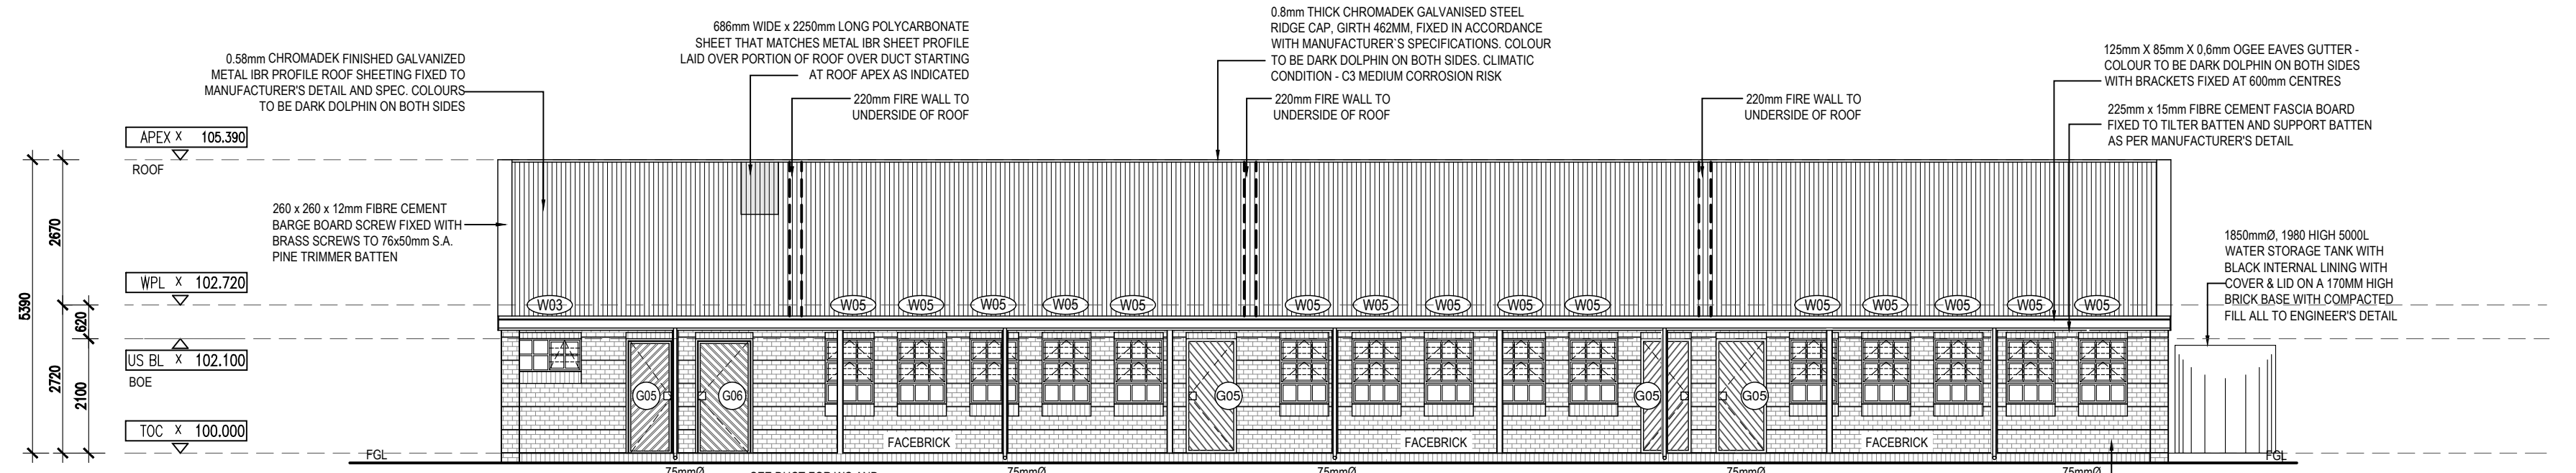 0.8mm THICK CHROMADEK GALVANISED STEEL
RIDGE CAP, GIRTH 462MM, FIXED IN ACCORDANCE
WITH MANUFACTURER`S SPECIFICATIONS. COLOUR
TO BE DARK DOLPHIN ON BOTH SIDES. CLIMATIC
CONDITION - C3 MEDIUM CORROSION RISK
686mm WIDE x 2250mm LONG POLYCARBONATE
SHEET THAT MATCHES METAL IBR SHEET PROFILE
LAID OVER PORTION OF ROOF OVER DUCT STARTING
AT ROOF APEX AS INDICATED
0.58mm CHROMADEK FINISHED GALVANIZED
METAL IBR PROFILE ROOF SHEETING FIXED TO
MANUFACTURER'S DETAIL AND SPEC. COLOURS
TO BE DARK DOLPHIN ON BOTH SIDES
125mm X 85mm X 0,6mm OGEE EAVES GUTTER -
COLOUR TO BE DARK DOLPHIN ON BOTH SIDES
WITH BRACKETS FIXED AT 600mm CENTRES
220mm FIRE WALL TO
UNDERSIDE OF ROOF
220mm FIRE WALL TO
UNDERSIDE OF ROOF
220mm FIRE WALL TO
UNDERSIDE OF ROOF
225mm x 15mm FIBRE CEMENT FASCIA BOARD
FIXED TO TILTER BATTEN AND SUPPORT BATTEN
AS PER MANUFACTURER'S DETAIL
APEX X 105.390
ROOF
260 x 260 x 12mm FIBRE CEMENT
BARGE BOARD SCREW FIXED WITH
BRASS SCREWS TO 76x50mm S.A.
PINE TRIMMER BATTEN
1850mmØ, 1980 HIGH 5000L
WATER STORAGE TANK WITH
BLACK INTERNAL LINING WITH
COVER & LID ON A 170MM HIGH
BRICK BASE WITH COMPACTED
FILL ALL TO ENGINEER'S DETAIL
5390
2670
2720
620
2100
WPL X 102.720
W03 W05 W05 W05 W05 W05 W05 W05 W05 W05 W05 W05 W05 W05 W05 W05
US BL X 102.100
BOE
G05 G06 G05 G05 G05
TOC X 100.000
FACEBRICK FACEBRICK FACEBRICK
FGL FGL
75mmØ 75mmØ 75mmØ 75mmØ 75mmØ